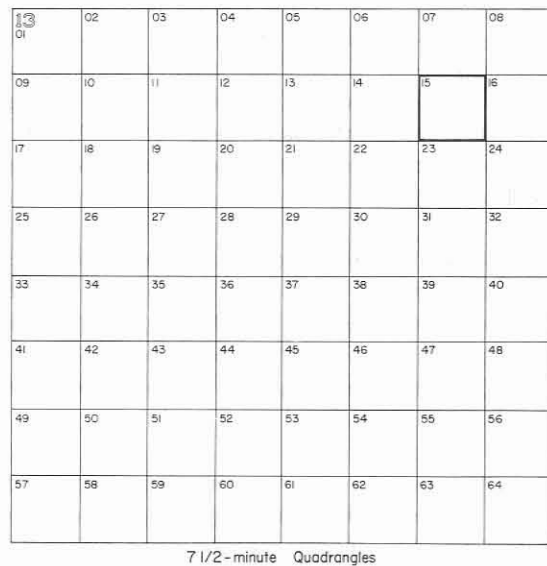 13
01 02 03 04 05 06 07 08
09 10 11 12 13 14 15 16
17 18 19 20 21 22 23 24
25 26 27 28 29 30 31 32
33 34 35 36 37 38 39 40
41 42 43 44 45 46 47 48
49 50 51 52 53 54 55 56
57 58 59 60 61 62 63 64
7 1/2 - minute Quadrangles